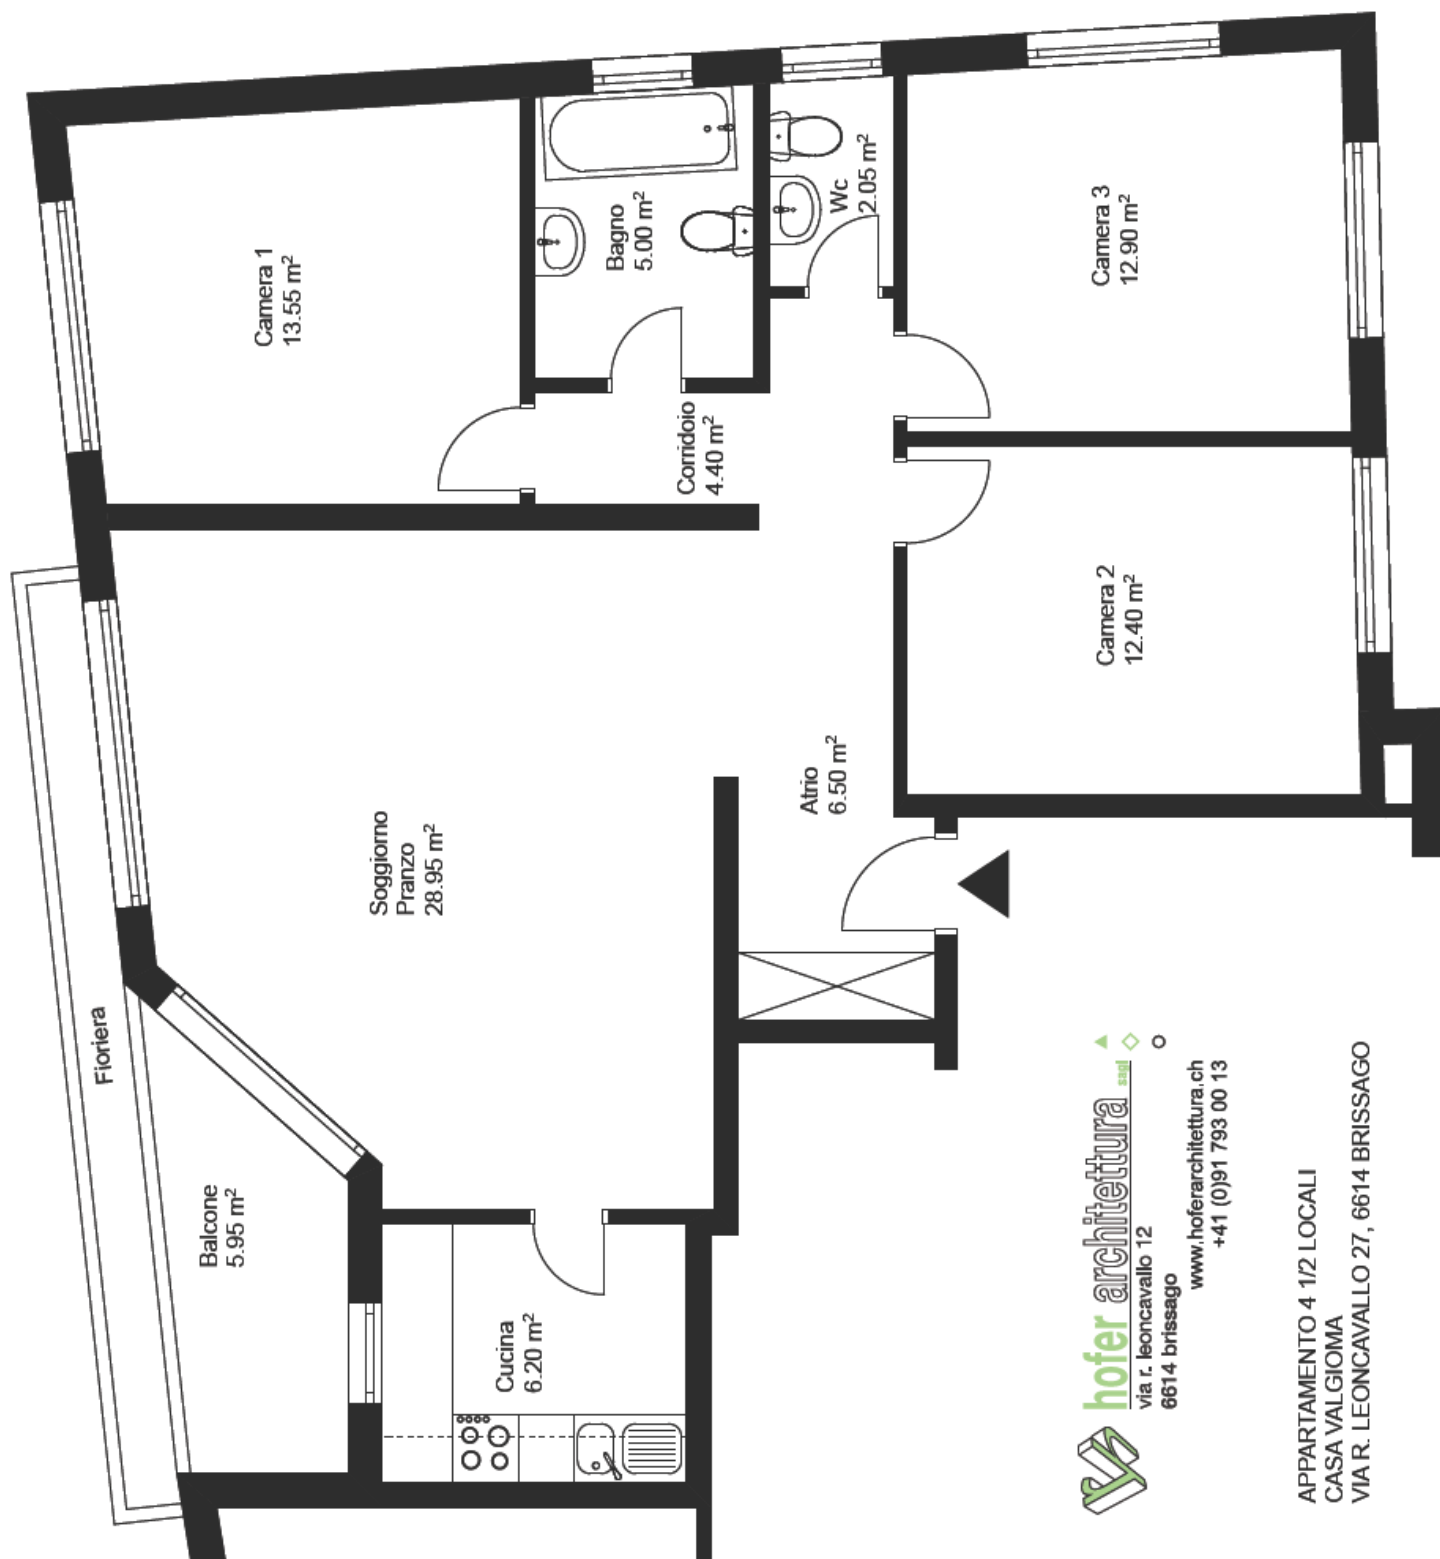 Camera 1
13.55 m²
Bagno
5.00 m²
Wc
2.05 m²
Camera 3
12.90 m²
Corridoio
4.40 m²
Camera 2
12.40 m²
Atrio
6.50 m²
Soggiorno
Pranzo
28.95 m²
Fioriera
Balcone
5.95 m²
Cucina
6.20 m²
hofer architettura sagl
via r. leoncavallo 12
6614 brissago
www.hoferarchitettura.ch
+41 (0)91 793 00 13
APPARTAMENTO 4 1/2 LOCALI
CASA VALGIOMA
VIA R. LEONCAVALLO 27, 6614 BRISSAGO